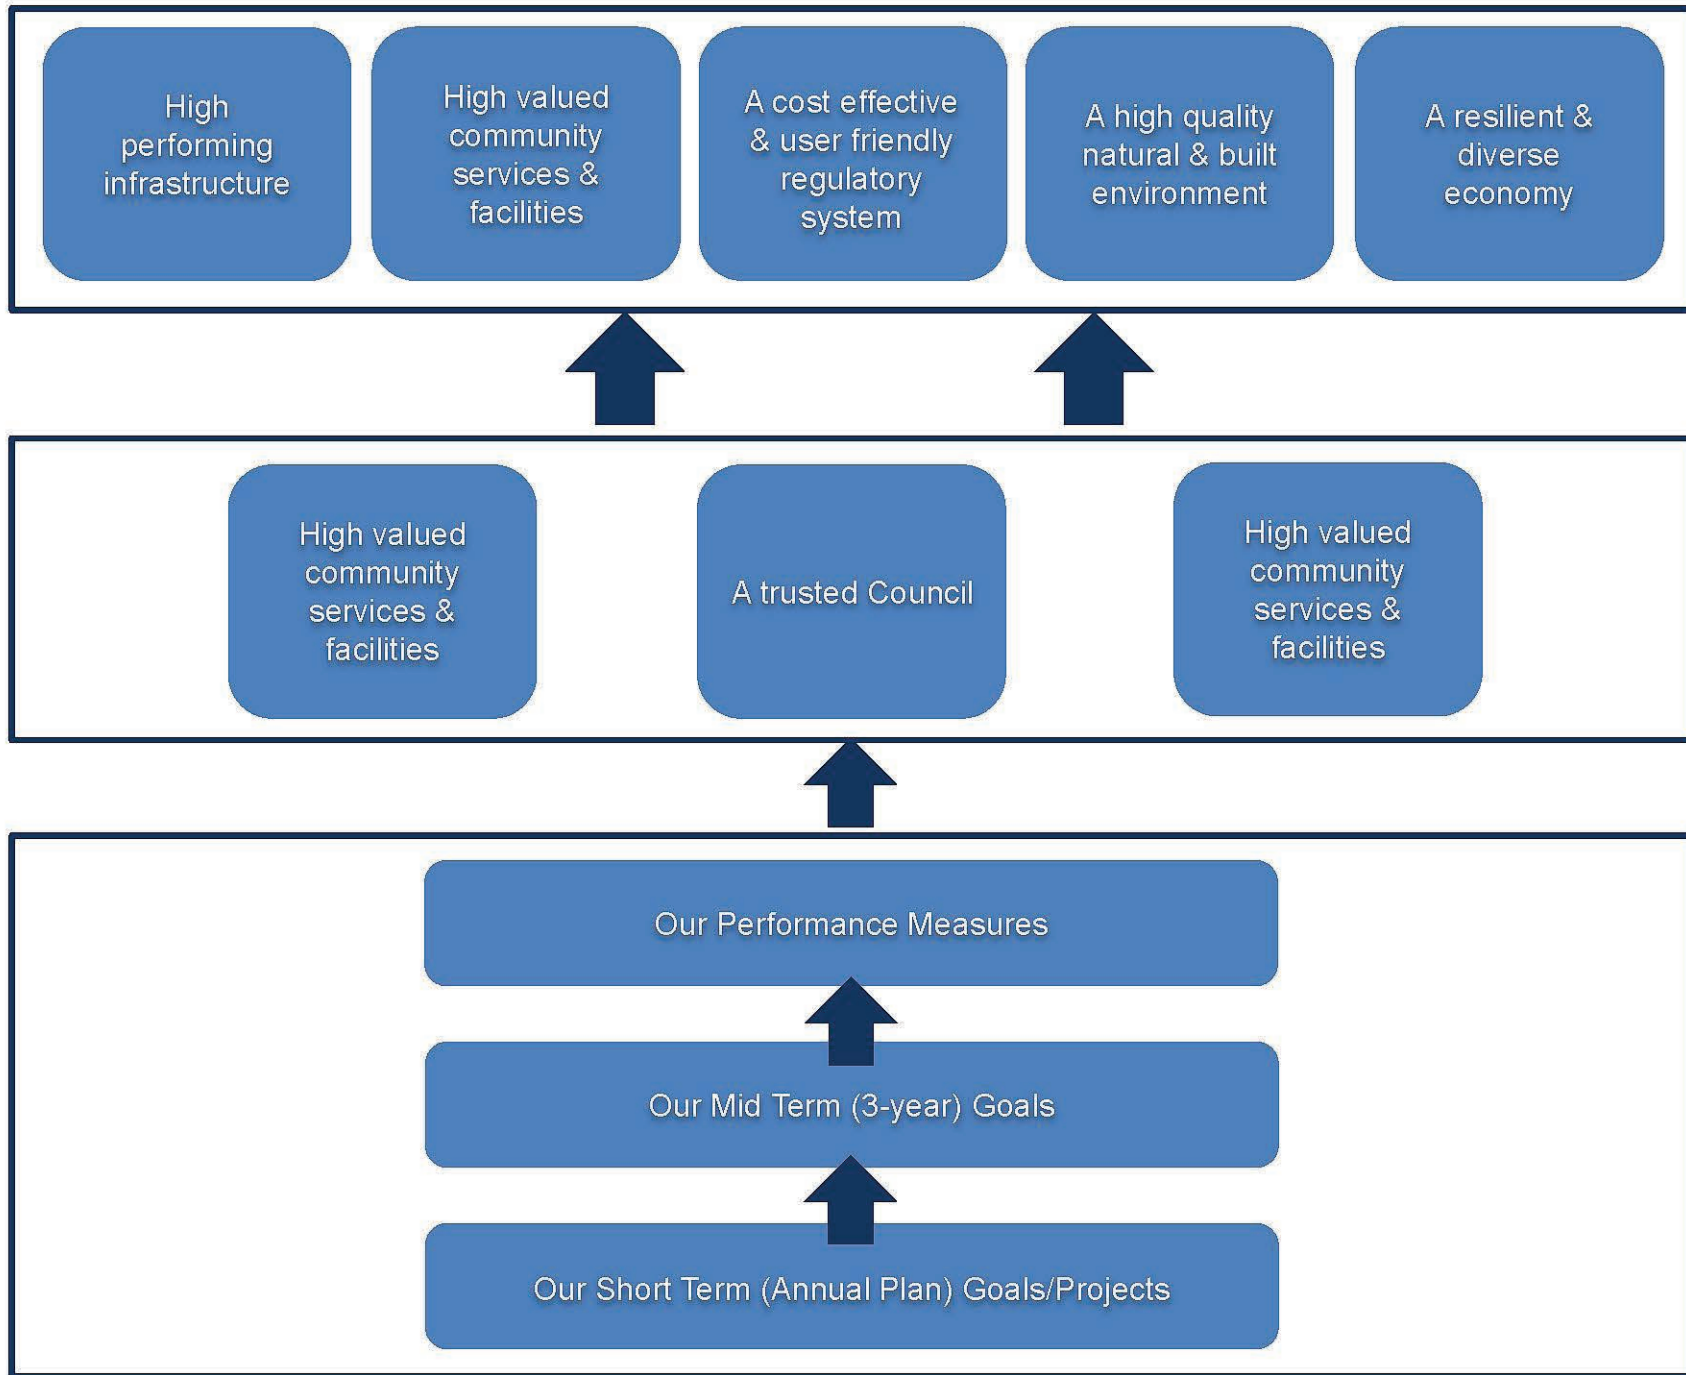 High
performing
infrastructure
High valued
community
services &
facilities
A cost effective
& user friendly
regulatory
system
A high quality
natural & built
environment
A resilient &
diverse
economy
High valued
community
services &
facilities
A trusted Council
High valued
community
services &
facilities
Our Performance Measures
Our Mid Term (3-year) Goals
Our Short Term (Annual Plan) Goals/Projects